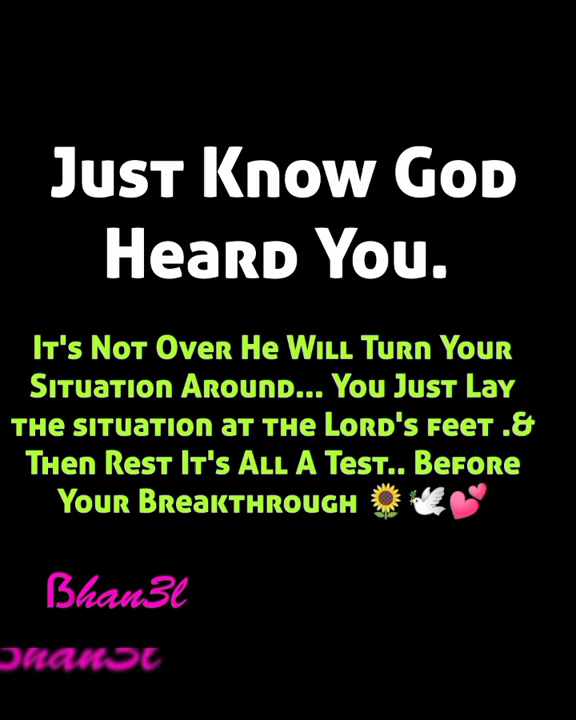 Just Know God
Heard You.
It's Not Over He Will Turn Your
Situation Around... You Just Lay
the situation at the Lord's feet .&
Then Rest It's All A Test.. Before
Your Breakthrough 🌻🕊️💕
Bhan3l
Bhan3l